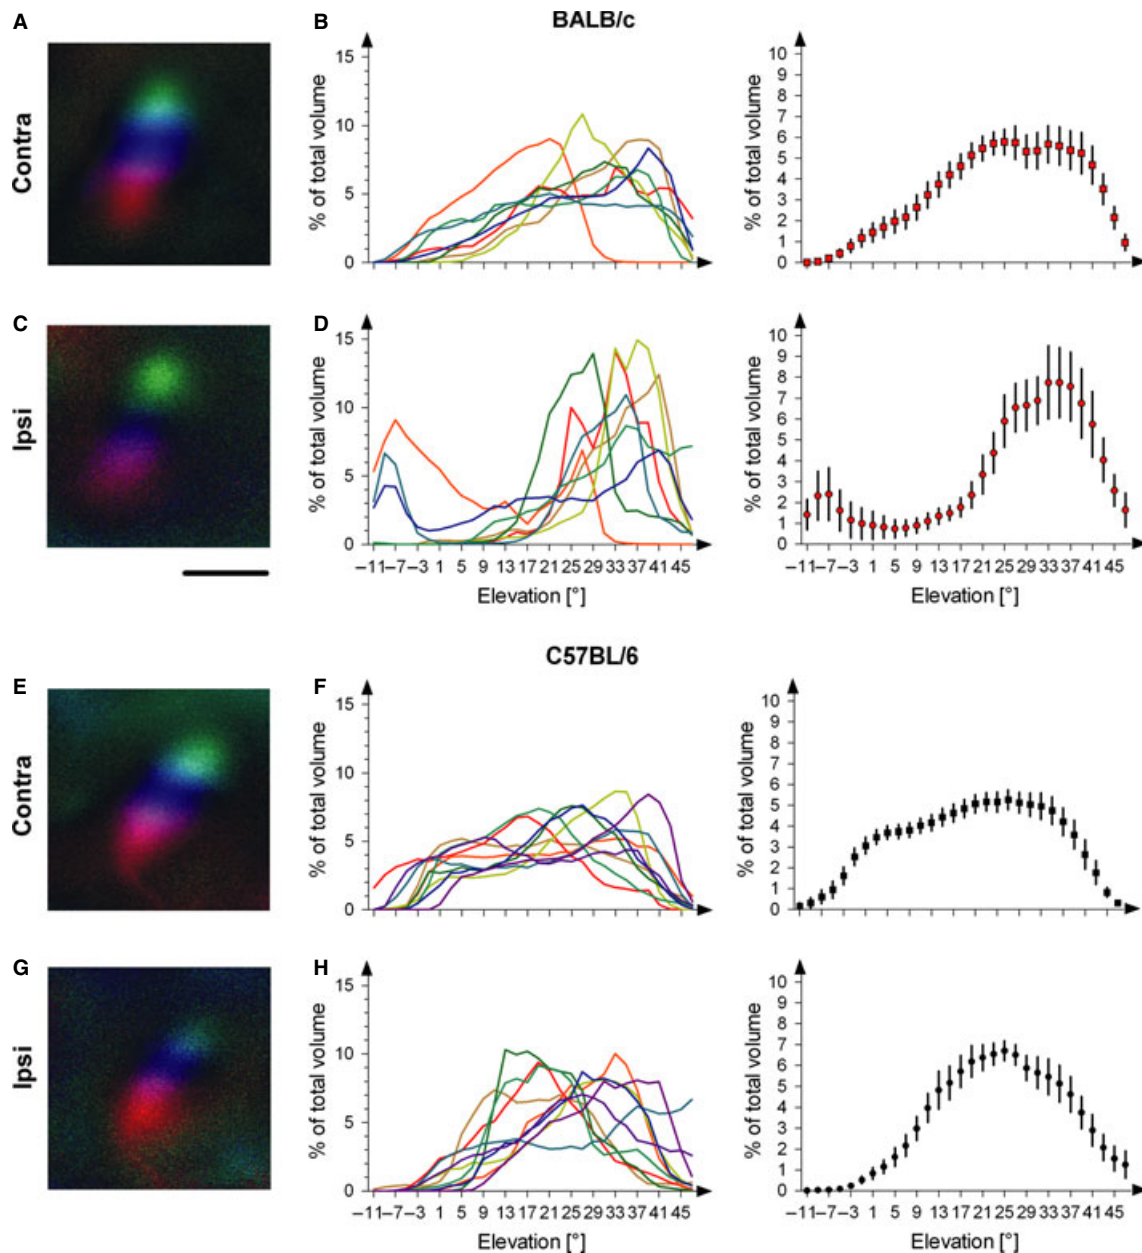 A
B
BALB/c
Contra
% of total volume
15
10
5
0
% of total volume
10
9
8
7
6
5
4
3
2
1
0
C
D
Ipsi
% of total volume
15
10
5
0
–11–7–3 1 5 9 13 17 21 25 29 33 37 41 45
Elevation [°]
% of total volume
10
9
8
7
6
5
4
3
2
1
0
–11–7–3 1 5 9 13 17 21 25 29 33 37 41 45
Elevation [°]
C57BL/6
E
F
Contra
% of total volume
15
10
5
0
% of total volume
10
9
8
7
6
5
4
3
2
1
0
G
H
Ipsi
% of total volume
15
10
5
0
–11–7–3 1 5 9 13 17 21 25 29 33 37 41 45
Elevation [°]
% of total volume
10
9
8
7
6
5
4
3
2
1
0
–11–7–3 1 5 9 13 17 21 25 29 33 37 41 45
Elevation [°]